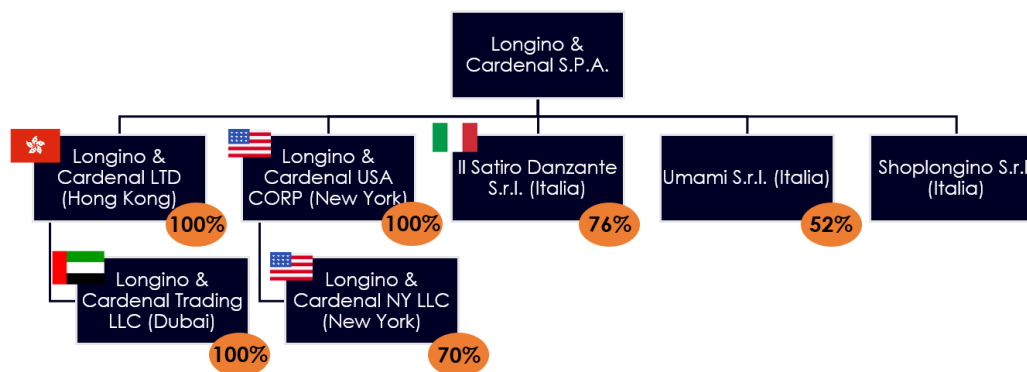 Longino &
Cardenal S.P.A.
Longino &
Cardenal LTD
(Hong Kong)
100%
Longino &
Cardenal USA
CORP (New York)
100%
Il Satiro Danzante
S.r.l. (Italia)
76%
Umami S.r.l. (Italia)
52%
Shoplongino S.r.l
(Italia)
Longino &
Cardenal Trading
LLC (Dubai)
100%
Longino &
Cardenal NY LLC
(New York)
70%